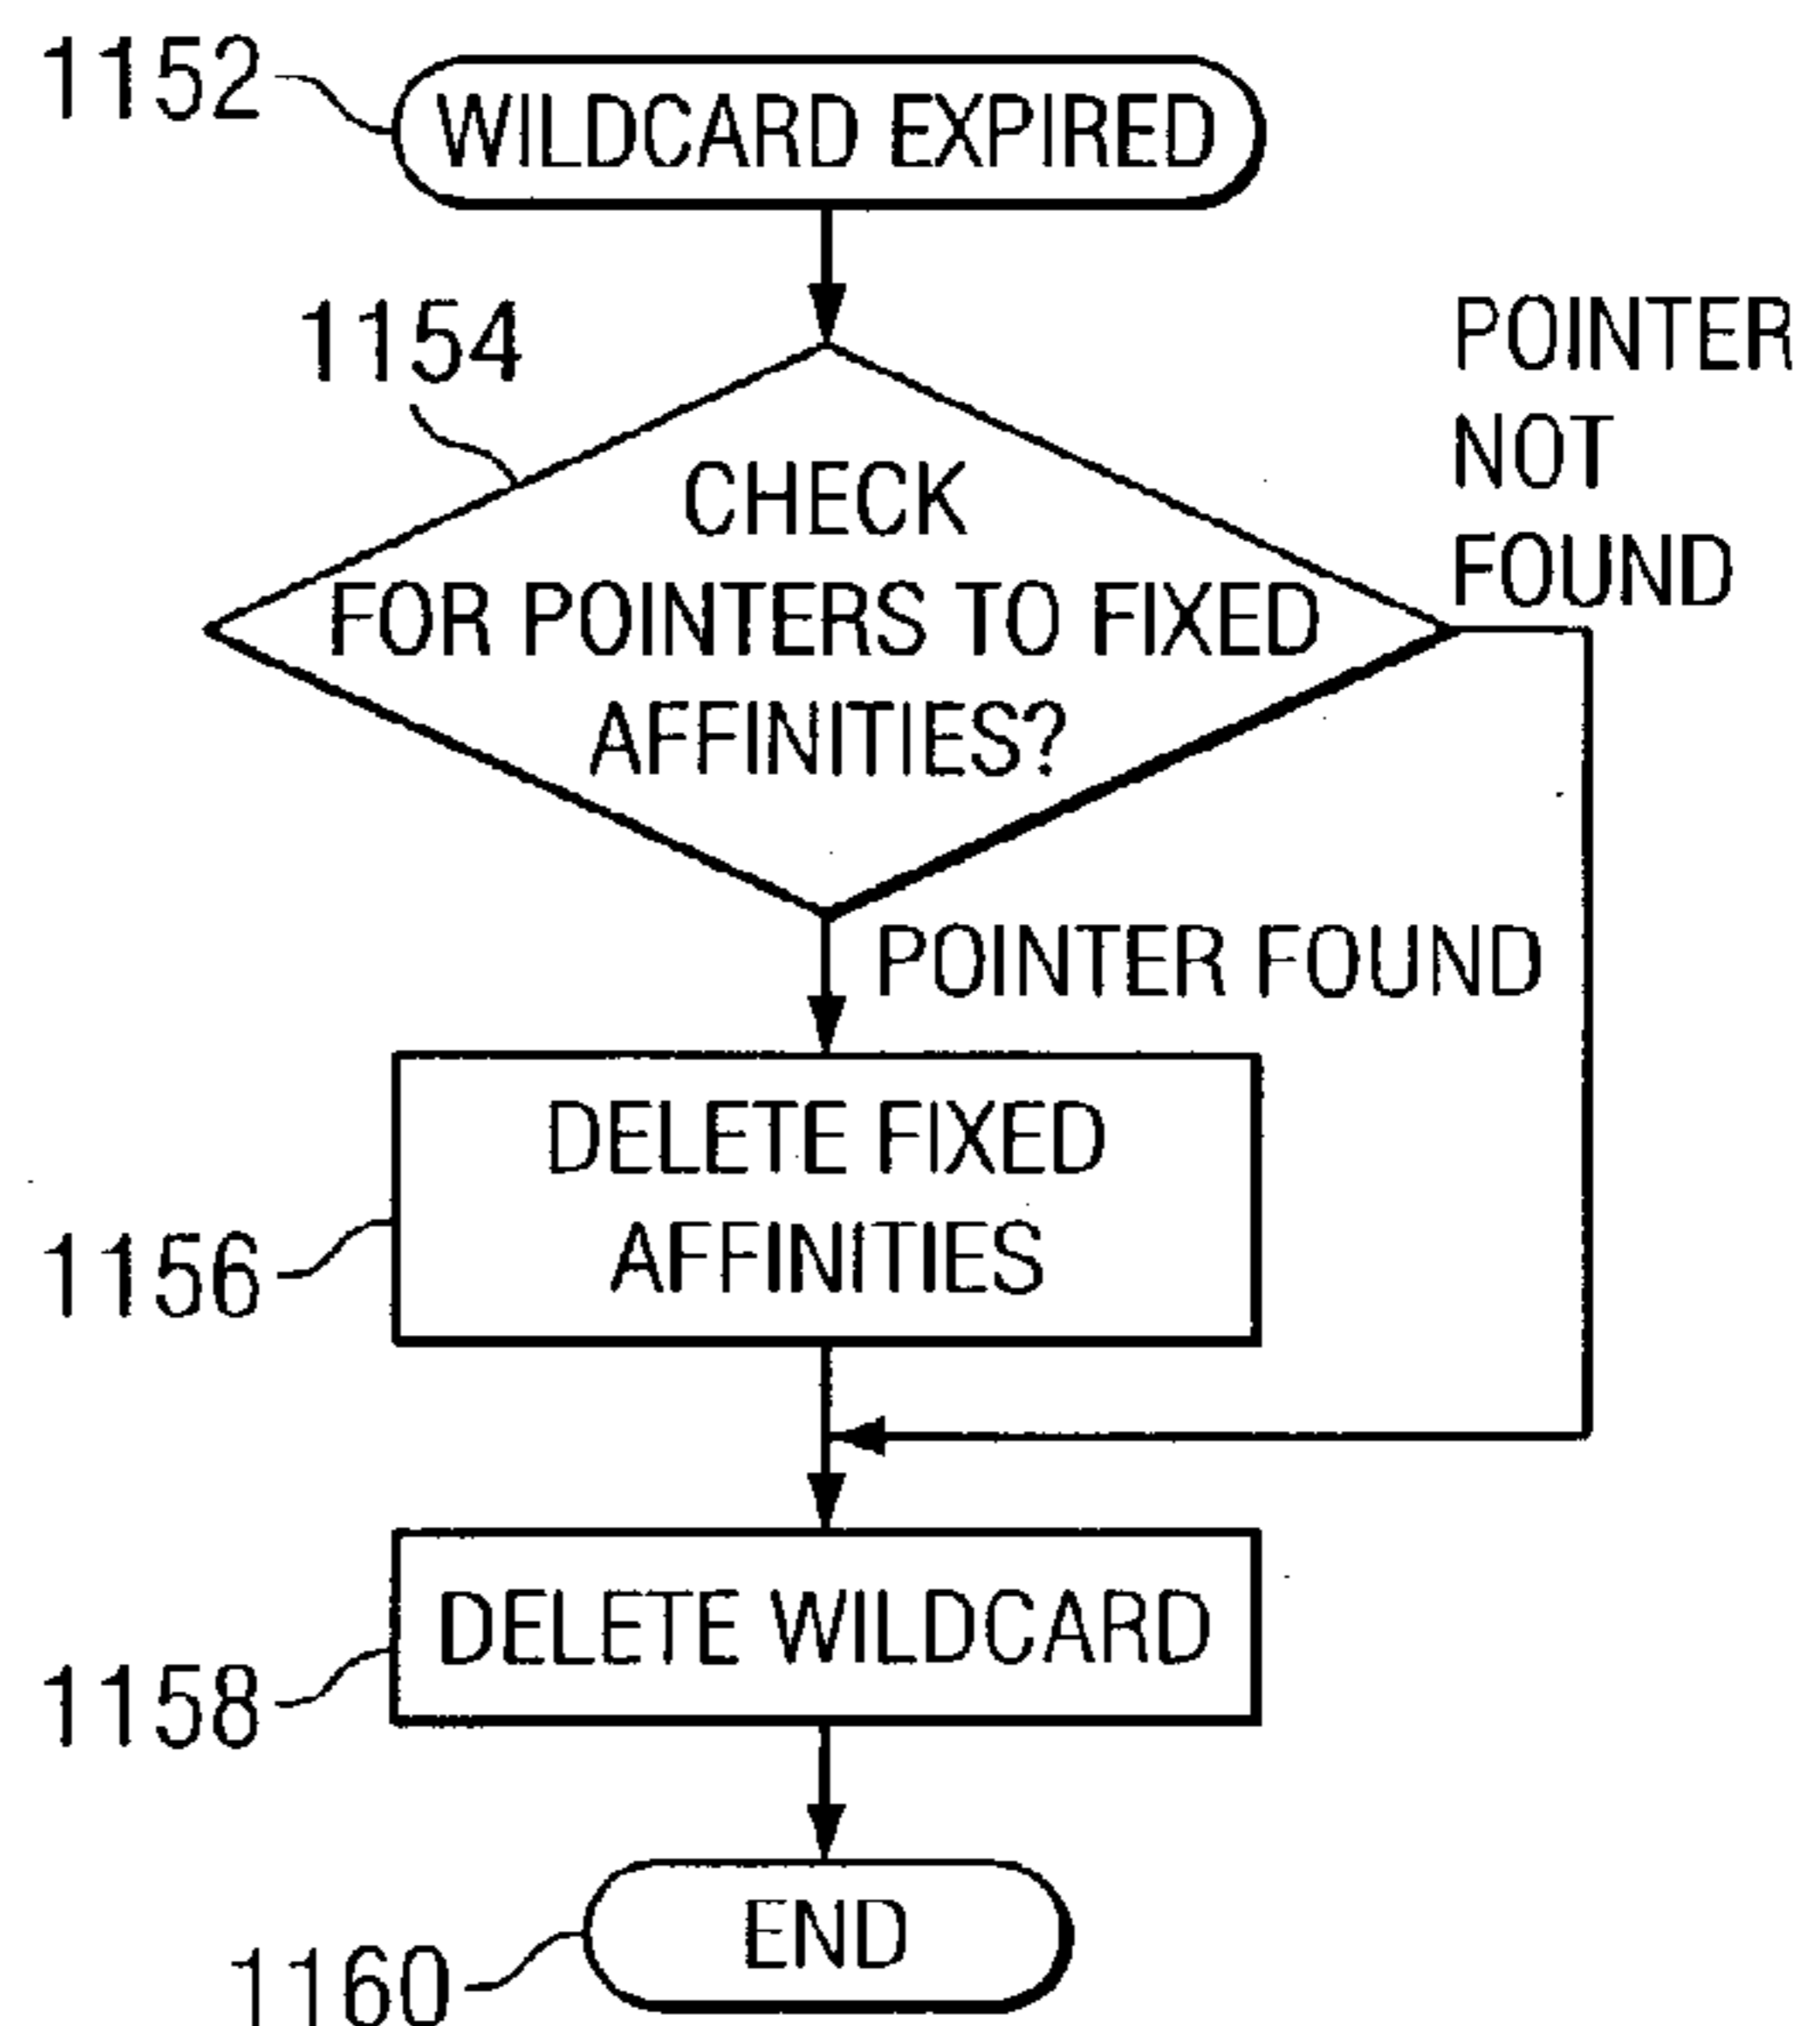 1152
WILDCARD EXPIRED
1154
CHECK
FOR POINTERS TO FIXED
AFFINITIES?
POINTER
NOT
FOUND
POINTER FOUND
DELETE FIXED
AFFINITIES
1156
DELETE WILDCARD
1158
END
1160